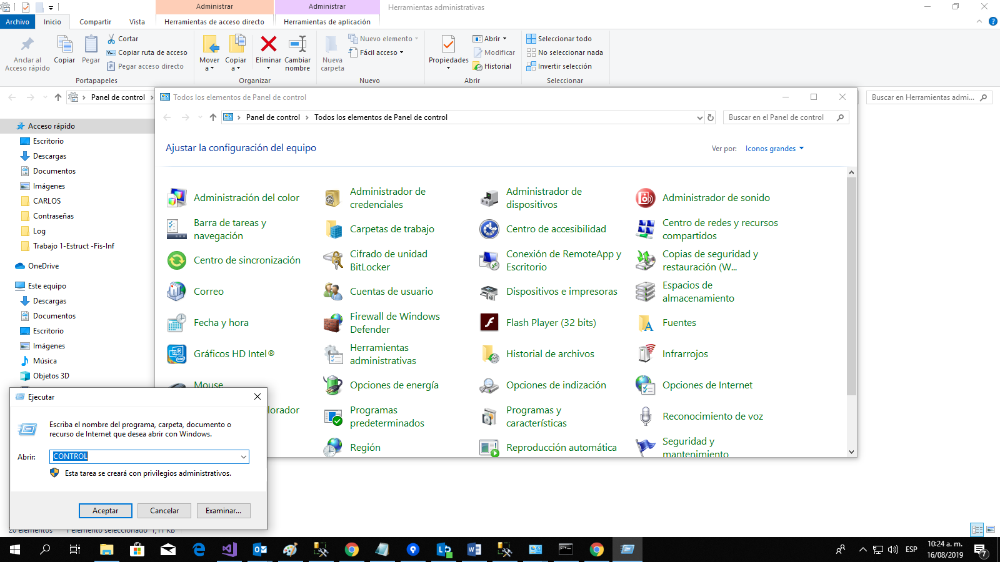 Administrar
Administrar
Herramientas administrativas
Archivo
Inicio
Compartir
Vista
Herramientas de acceso directo
Herramientas de aplicación
Anclar al
Acceso rápido
Copiar
Pegar
Cortar
Copiar ruta de acceso
Pegar acceso directo
Portapapeles
Mover
a
Copiar
a
Eliminar
Cambiar
nombre
Organizar
Nueva
carpeta
Nuevo elemento
Fácil acceso
Nuevo
Propiedades
Abrir
Modificar
Historial
Abrir
Seleccionar todo
No seleccionar nada
Invertir selección
Seleccionar
Panel de control
Buscar en Herramientas admi...
Todos los elementos de Panel de control
Panel de control
Todos los elementos de Panel de control
Buscar en el Panel de control
Ajustar la configuración del equipo
Ver por:
Iconos grandes
Administración del color
Administrador de
credenciales
Administrador de
dispositivos
Administrador de sonido
Barra de tareas y
navegación
Carpetas de trabajo
Centro de accesibilidad
Centro de redes y recursos
compartidos
Centro de sincronización
Cifrado de unidad
BitLocker
Conexión de RemoteApp y
Escritorio
Copias de seguridad y
restauración (W...
Correo
Cuentas de usuario
Dispositivos e impresoras
Espacios de
almacenamiento
Fecha y hora
Firewall de Windows
Defender
Flash Player (32 bits)
Fuentes
Gráficos HD Intel®
Herramientas
administrativas
Historial de archivos
Infrarrojos
Mouse
Opciones de energía
Opciones de indización
Opciones de Internet
lorador
Programas
predeterminados
Programas y
características
Reconocimiento de voz
Región
Reproducción automática
Seguridad y
mantenimiento
Acceso rápido
Escritorio
Descargas
Documentos
Imágenes
CARLOS
Contraseñas
Log
Trabajo 1-Estruct -Fis-Inf
OneDrive
Este equipo
Descargas
Documentos
Escritorio
Imágenes
Música
Objetos 3D
Ejecutar
Escriba el nombre del programa, carpeta, documento o
recurso de Internet que desea abrir con Windows.
Abrir:
CONTROL
Esta tarea se creará con privilegios administrativos.
Aceptar
Cancelar
Examinar...
20 elementos
1 elemento seleccionado 1,11 KB
ESP
10:24 a. m.
16/08/2019
7